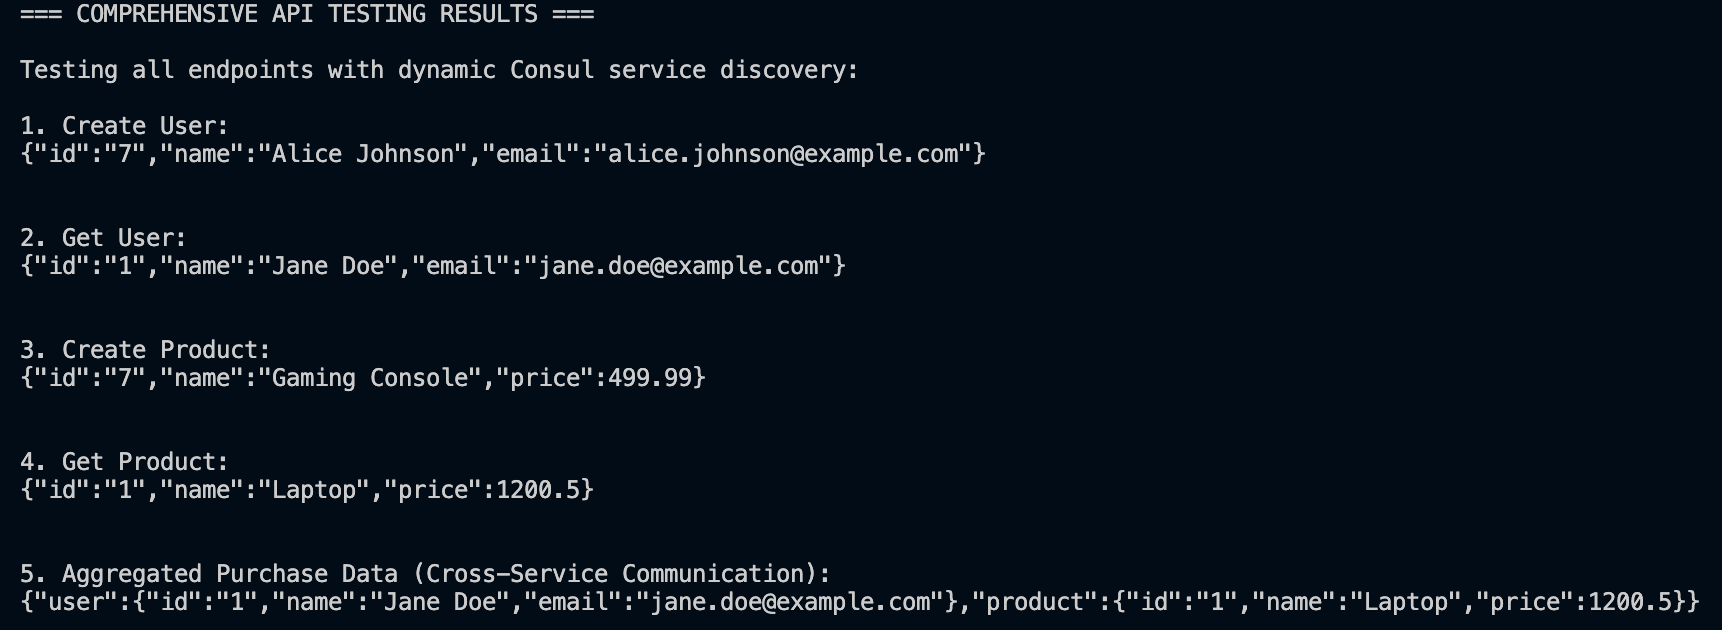 === COMPREHENSIVE API TESTING RESULTS ===
Testing all endpoints with dynamic Consul service discovery:
1. Create User:
{"id":"7","name":"Alice Johnson","email":"alice.johnson@example.com"}
2. Get User:
{"id":"1","name":"Jane Doe","email":"jane.doe@example.com"}
3. Create Product:
{"id":"7","name":"Gaming Console","price":499.99}
4. Get Product:
{"id":"1","name":"Laptop","price":1200.5}
5. Aggregated Purchase Data (Cross-Service Communication):
{"user":{"id":"1","name":"Jane Doe","email":"jane.doe@example.com"},"product":{"id":"1","name":"Laptop","price":1200.5}}